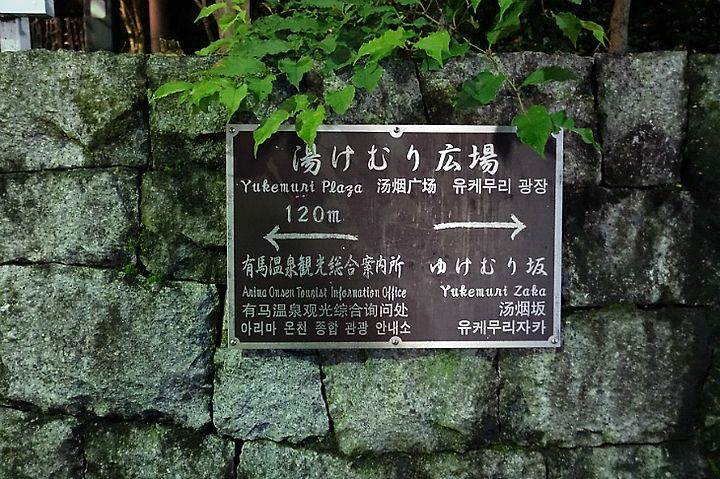 湯けむり広場
Yukemuri Plaza 汤烟广场 유케무리 광장
120m
有馬温泉観光総合案内所
Arima Onsen Tourist Information Office
有马温泉观光综合询问处
아리마 온천 종합 관광 안내소
ゆけむり坂
Yukemuri Zaka
汤烟坂
유케무리자카